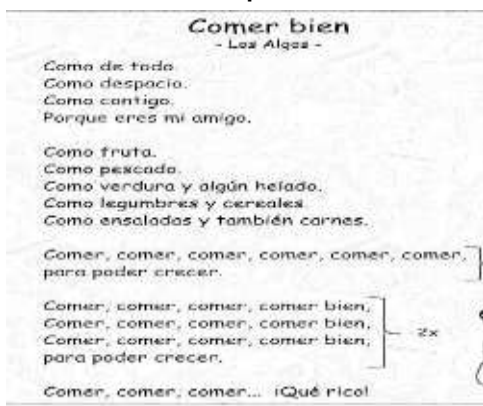 Comer bien
- Los Algos -
Como de todo.
Como despacio.
Como contigo.
Porque eres mi amigo.
Como fruta.
Como pescado.
Como verdura y algún helado.
Como legumbres y cereales
Como ensaladas y también carnes.
Comer, comer, comer, comer, comer, comer,
para poder crecer.
Comer, comer, comer, comer bien,
Comer, comer, comer, comer bien,
Comer, comer, comer, comer bien,
para poder crecer.
2x
Comer, comer, comer... ¡Qué rico!